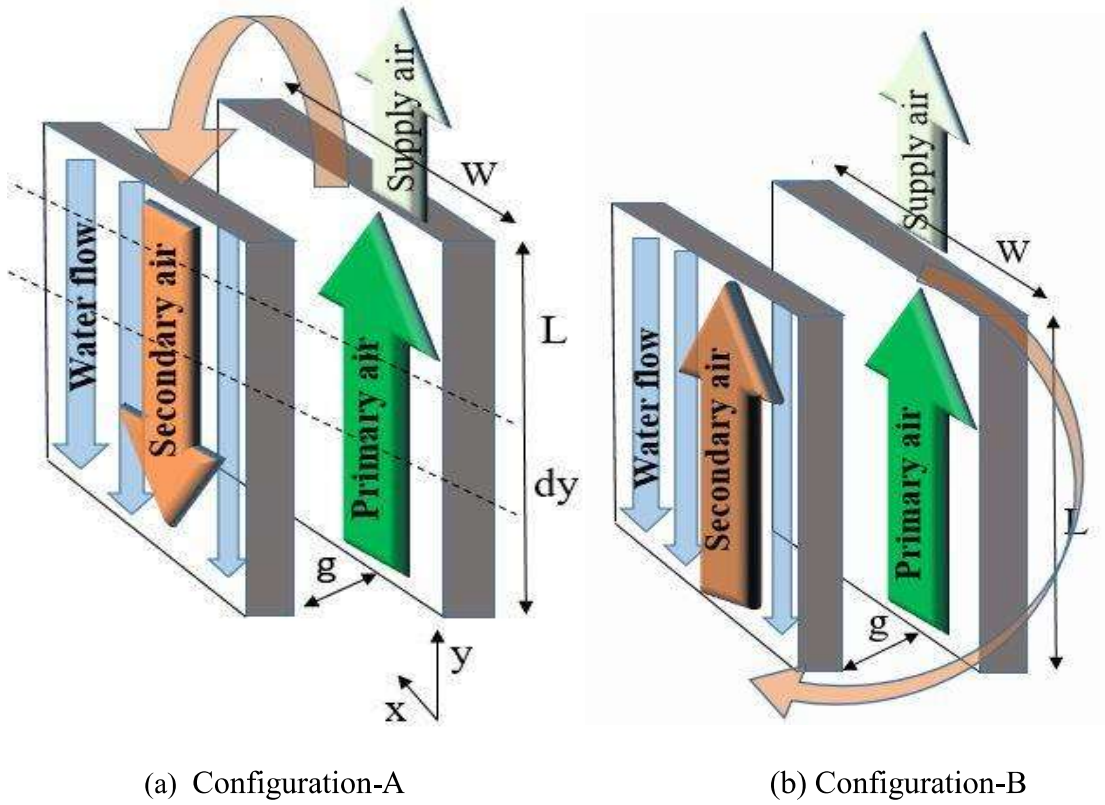 Supply air
W
Water flow
Secondary air
Primary air
L
dy
g
y
x
Supply air
W
Water flow
Secondary air
Primary air
L
g
(a) Configuration-A
(b) Configuration-B